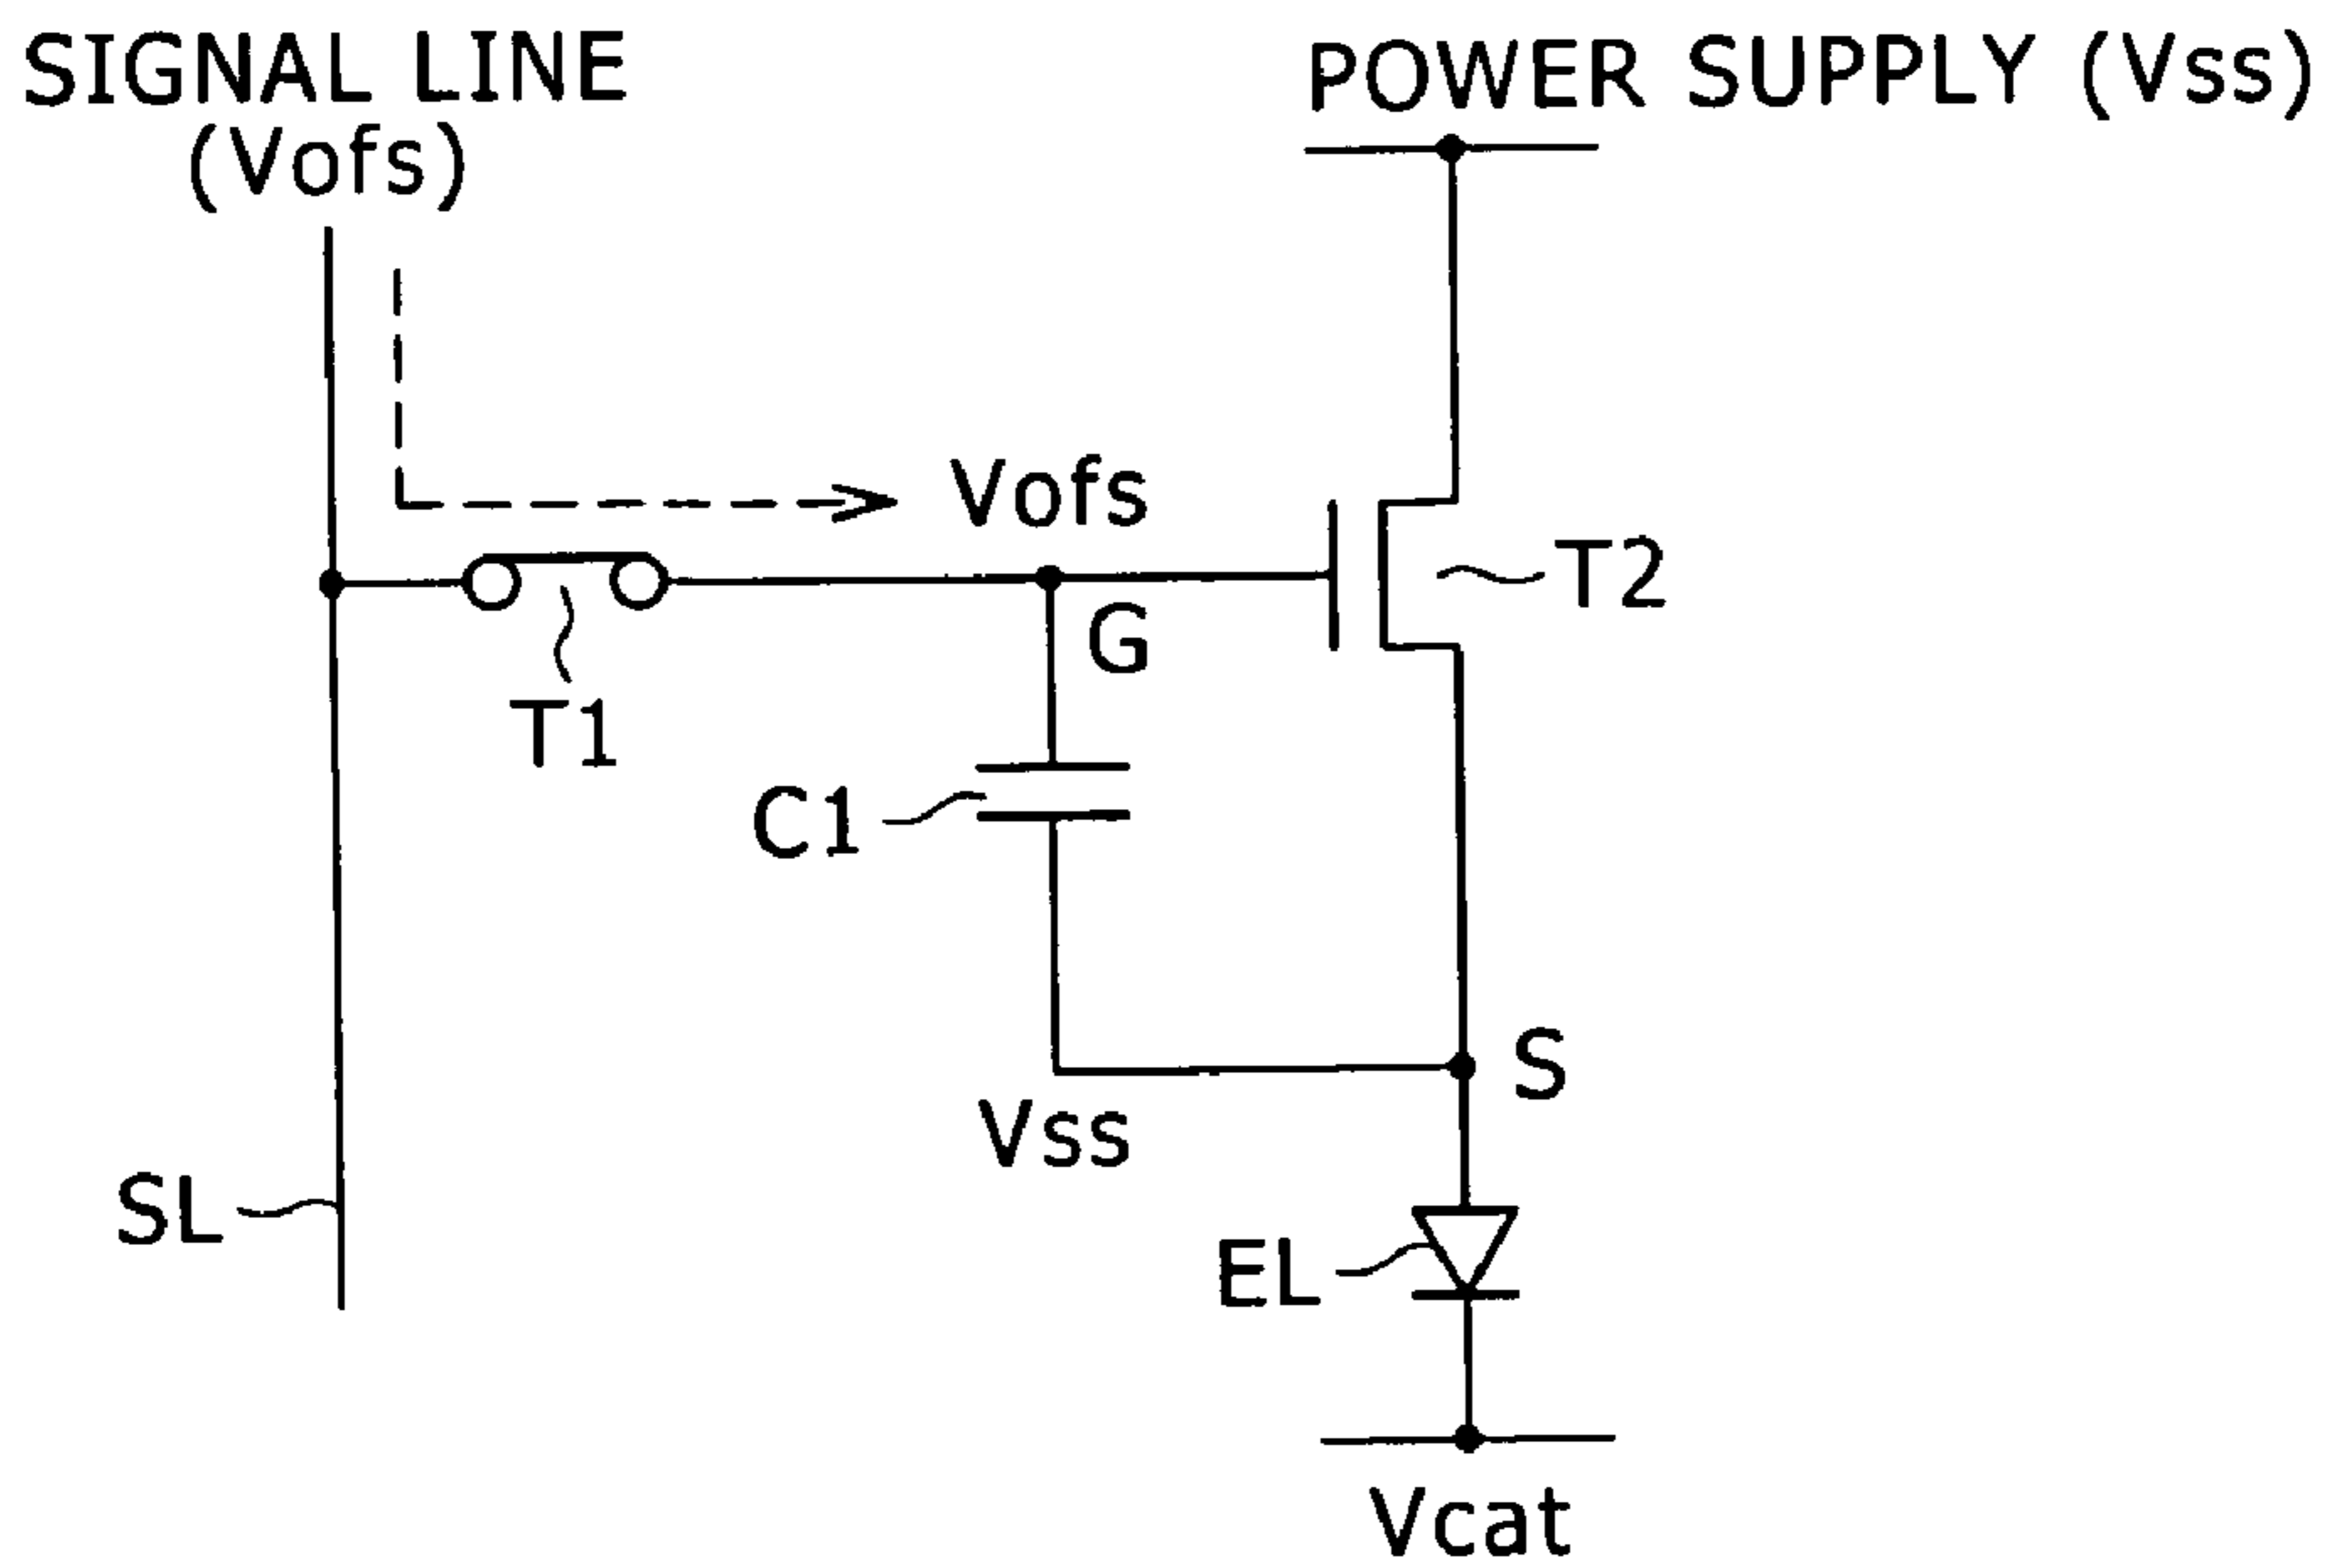 SIGNAL LINE
(Vofs)
POWER SUPPLY (Vss)
Vofs
T2
G
T1
C1
S
Vss
SL
EL
Vcat